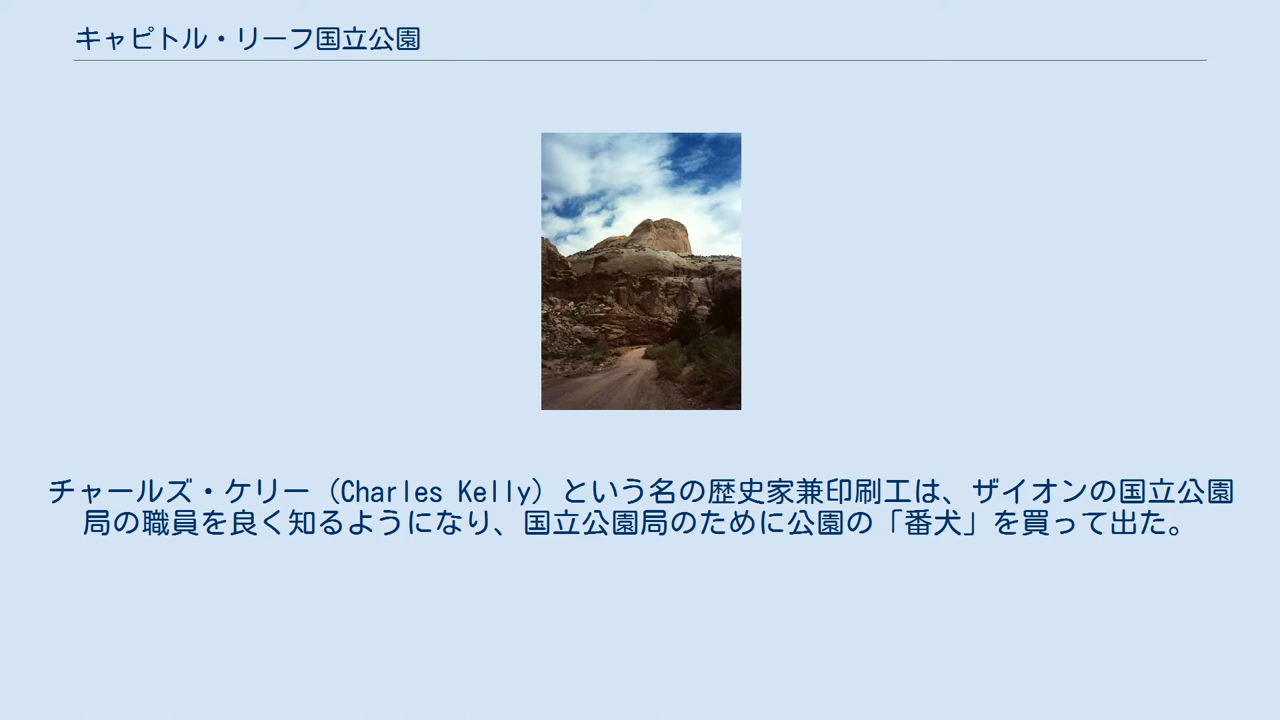 キャピトル・リーフ国立公園
チャールズ・ケリー（Charles Kelly）という名の歴史家兼印刷工は、ザイオンの国立公園
局の職員を良く知るようになり、国立公園局のために公園の「番犬」を買って出た。